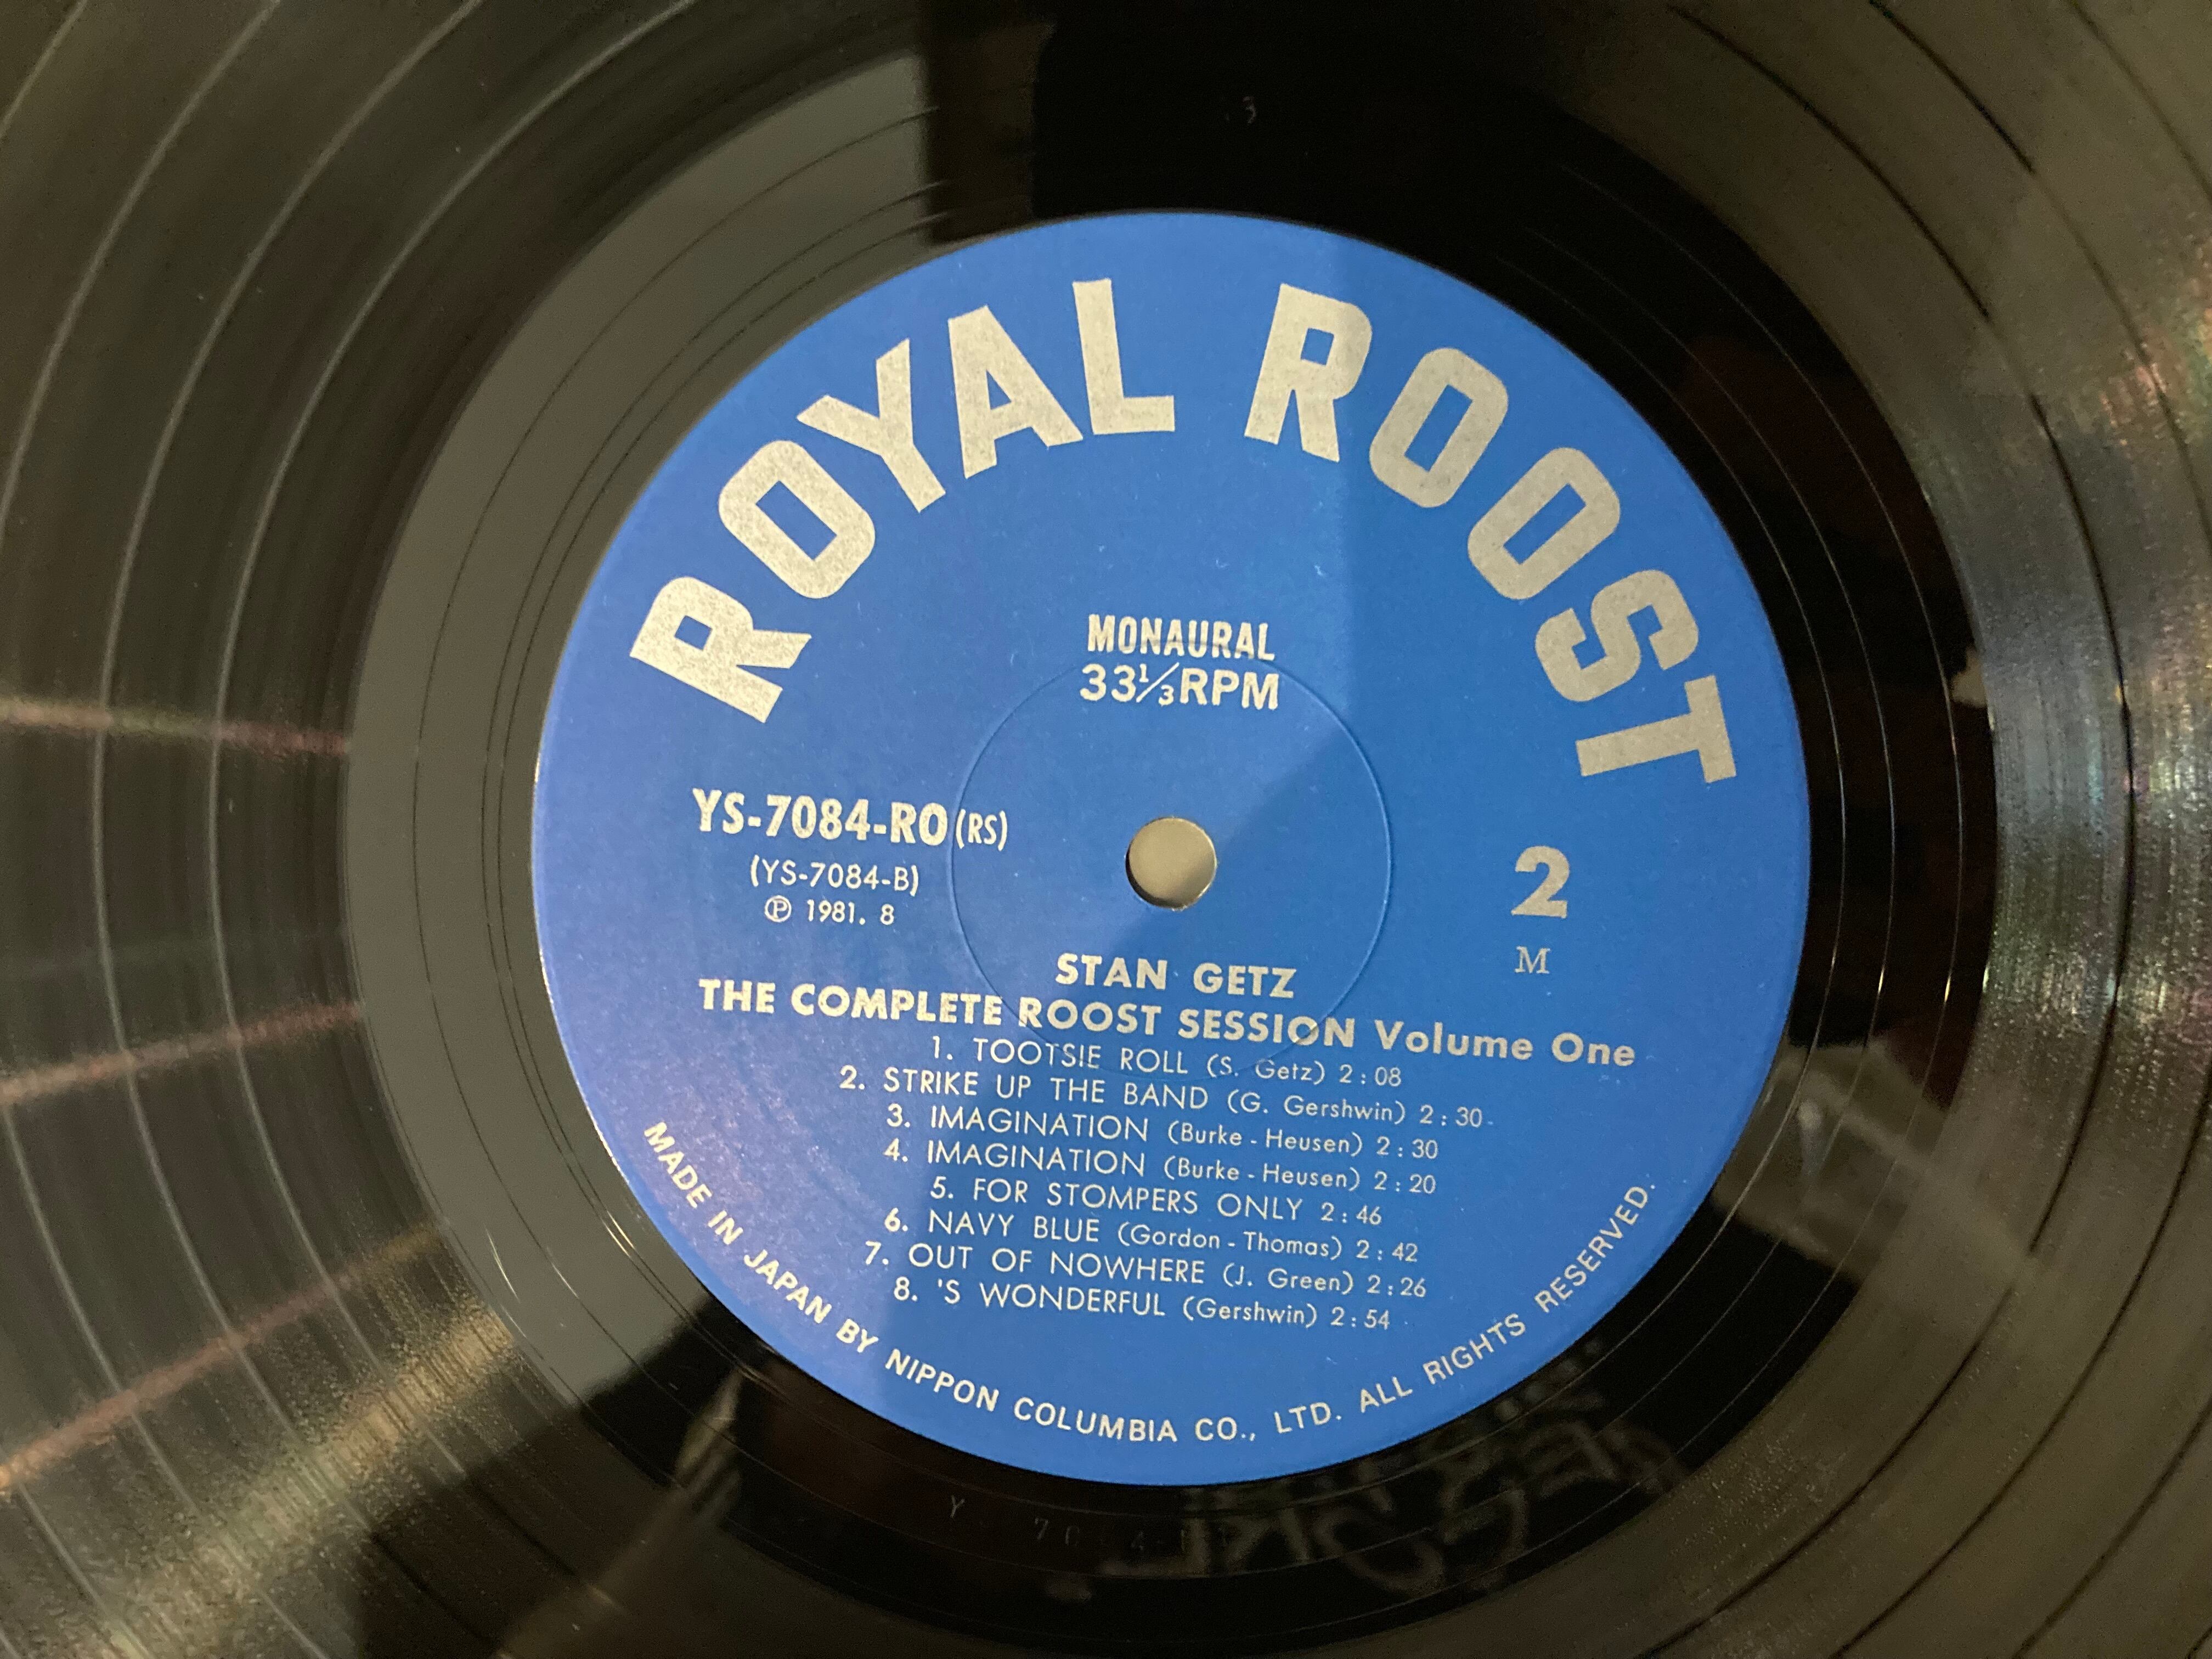 ROYAL ROOST
MONAURAL
33⅓RPM
YS-7084-RO(RS)
(YS-7084-B)
Ⓟ 1981. 8
2
M
STAN GETZ
THE COMPLETE ROOST SESSION Volume One
1. TOOTSIE ROLL (S. Getz) 2:08
2. STRIKE UP THE BAND (G. Gershwin) 2:30
3. IMAGINATION (Burke-Heusen) 2:30
4. IMAGINATION (Burke-Heusen) 2:20
5. FOR STOMPERS ONLY 2:46
6. NAVY BLUE (Gordon-Thomas) 2:42
7. OUT OF NOWHERE (J. Green) 2:26
8. 'S WONDERFUL (Gershwin) 2:54
MADE IN JAPAN BY NIPPON COLUMBIA CO., LTD. ALL RIGHTS RESERVED.